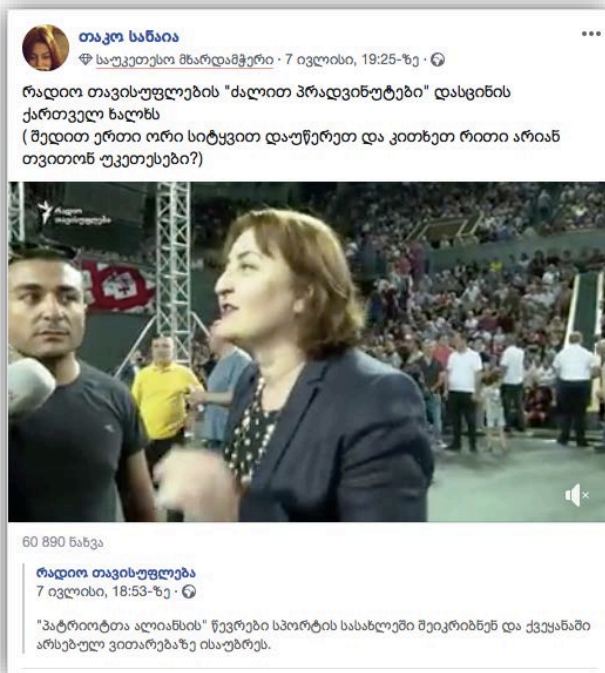 თაკო სანაია
საუკეთესო მხარდამჭერი · 7 ივლისი, 19:25-ზე ·
რადიო თავისუფლების "ძალით პრადვინუტები" დასცინის
ქართველ ხალხს
( შედით ერთი ორი სიტყვით დაუწერეთ და კითხეთ რითი არიან
თვითონ უკეთესები?)
რადიო
თავისუფლება
60 890 ნახვა
რადიო თავისუფლება
7 ივლისი, 18:53-ზე ·
"პატრიოტთა ალიანსის" წევრები სპორტის სასახლეში შეიკრიბნენ და ქვეყანაში
არსებულ ვითარებაზე ისაუბრეს.